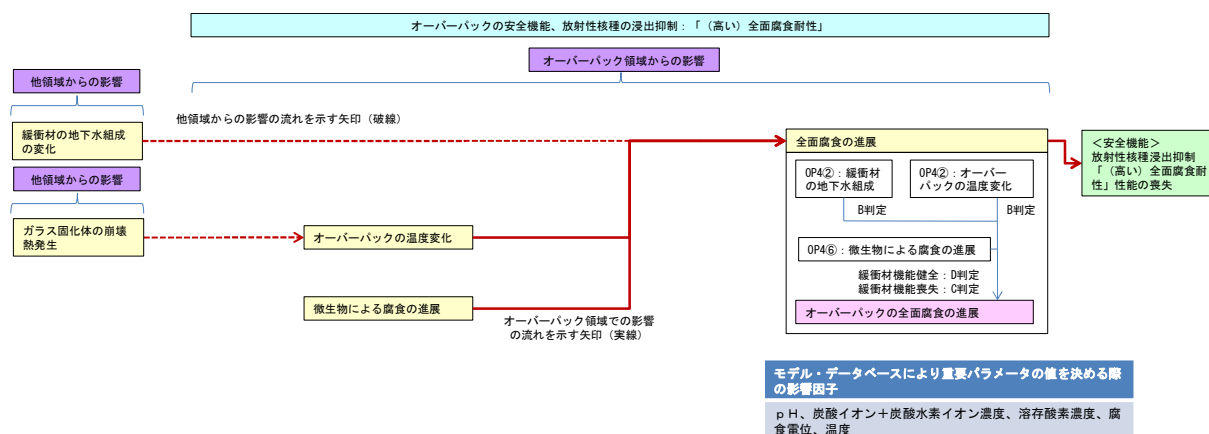 オーバーパックの安全機能、放射性核種の浸出抑制：「（高い）全面腐食耐性」
オーバーパック領域からの影響
他領域からの影響
緩衝材の地下水組成
の変化
他領域からの影響
ガラス固化体の崩壊
熱発生
他領域からの影響の流れを示す矢印（破線）
オーバーパックの温度変化
微生物による腐食の進展
オーバーパック領域での影響
の流れを示す矢印（実線）
全面腐食の進展
OP4②：緩衝材
の地下水組成
OP4②：オーバー
パックの温度変化
B判定
B判定
OP4⑥：微生物による腐食の進展
緩衝材機能健全：D判定
緩衝材機能喪失：C判定
オーバーパックの全面腐食の進展
＜安全機能＞
放射性核種浸出抑制
「（高い）全面腐食耐
性」性能の喪失
モデル・データベースにより重要パラメータの値を決める際
の影響因子
ｐＨ、炭酸イオン＋炭酸水素イオン濃度、溶存酸素濃度、腐
食電位、温度